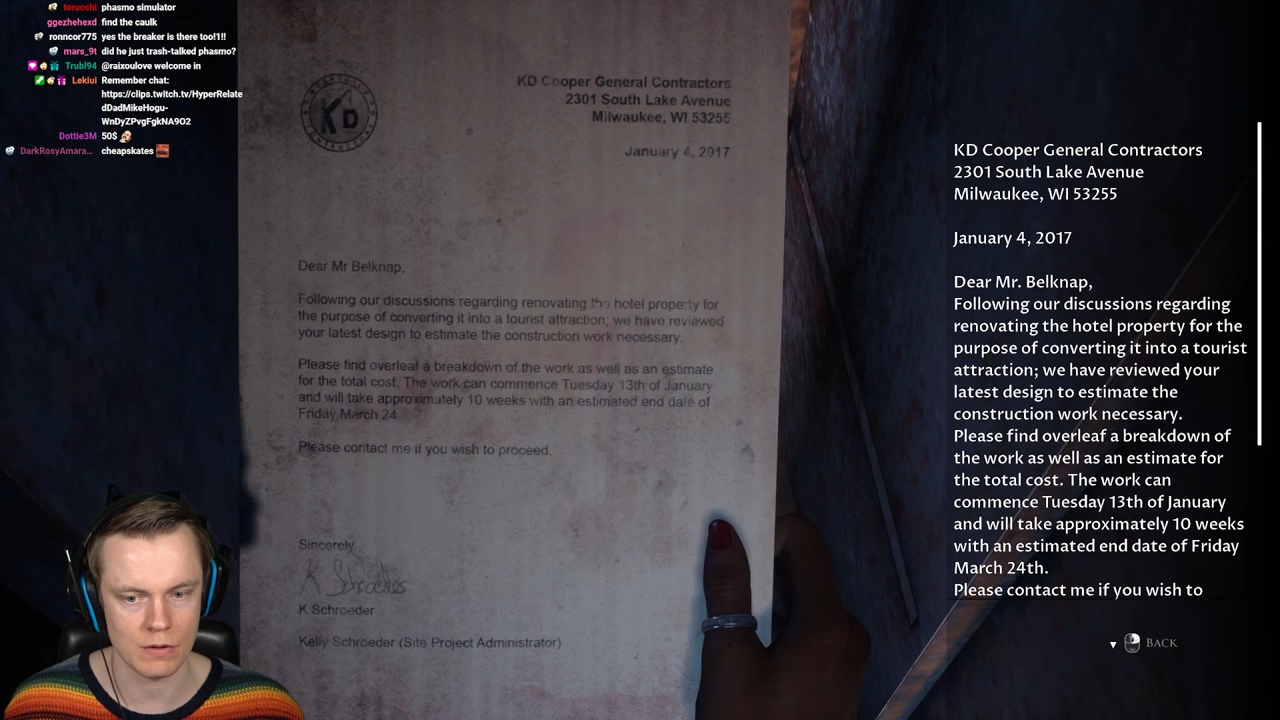 torucchi phasmo simulator
ggezhehexd find the caulk
ronncor775 yes the breaker is there too!1!!
mars_9t did he just trash-talked phasmo?
Trubl94 @raixoulove welcome in
Lekiui Remember chat:
https://clips.twitch.tv/HyperRelate
dDadMikeHogu-
WnDyZPvgFgkNA9O2
Dottie3M 50$
DarkRosyAmara... cheapskates
KD
KD Cooper General Contractors
2301 South Lake Avenue
Milwaukee, WI 53255
January 4, 2017
Dear Mr Belknap,
Following our discussions regarding renovating the hotel property for
the purpose of converting it into a tourist attraction; we have reviewed
your latest design to estimate the construction work necessary.
Please find overleaf a breakdown of the work as well as an estimate
for the total cost. The work can commence Tuesday 13th of January
and will take approximately 10 weeks with an estimated end date of
Friday March 24
Please contact me if you wish to proceed.
Sincerely
K Schroeder
K Schroeder
Kelly Schroeder (Site Project Administrator)
KD Cooper General Contractors
2301 South Lake Avenue
Milwaukee, WI 53255
January 4, 2017
Dear Mr. Belknap,
Following our discussions regarding
renovating the hotel property for the
purpose of converting it into a tourist
attraction; we have reviewed your
latest design to estimate the
construction work necessary.
Please find overleaf a breakdown of
the work as well as an estimate for
the total cost. The work can
commence Tuesday 13th of January
and will take approximately 10 weeks
with an estimated end date of Friday
March 24th.
Please contact me if you wish to
BACK